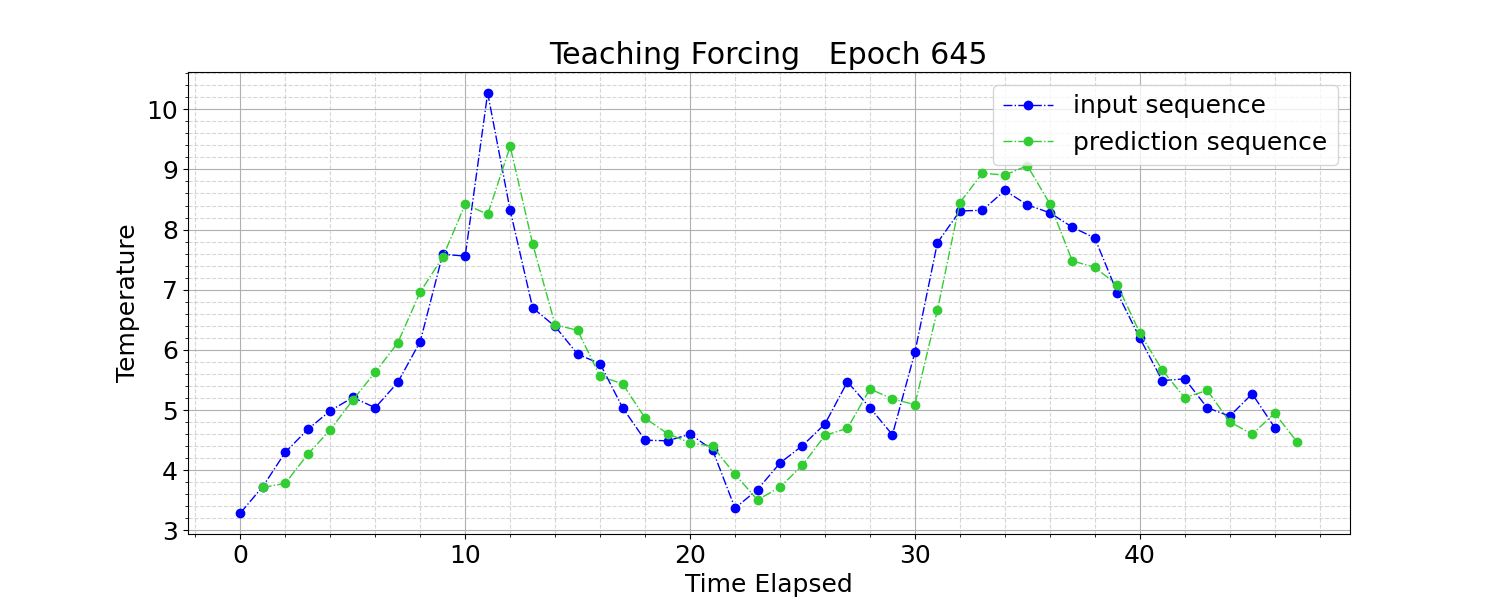 Teaching Forcing   Epoch 645
input sequence
prediction sequence
10
9
8
7
6
5
4
3
Temperature
0 10 20 30 40
Time Elapsed